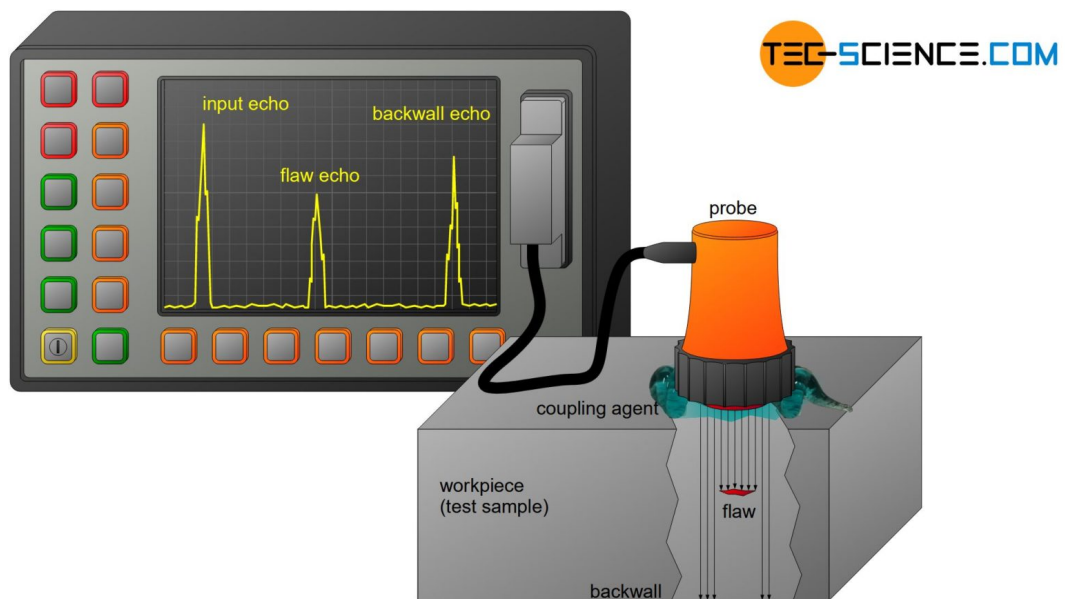 TEC-SCIENCE.COM
input echo
backwall echo
flaw echo
probe
coupling agent
workpiece
(test sample)
flaw
backwall